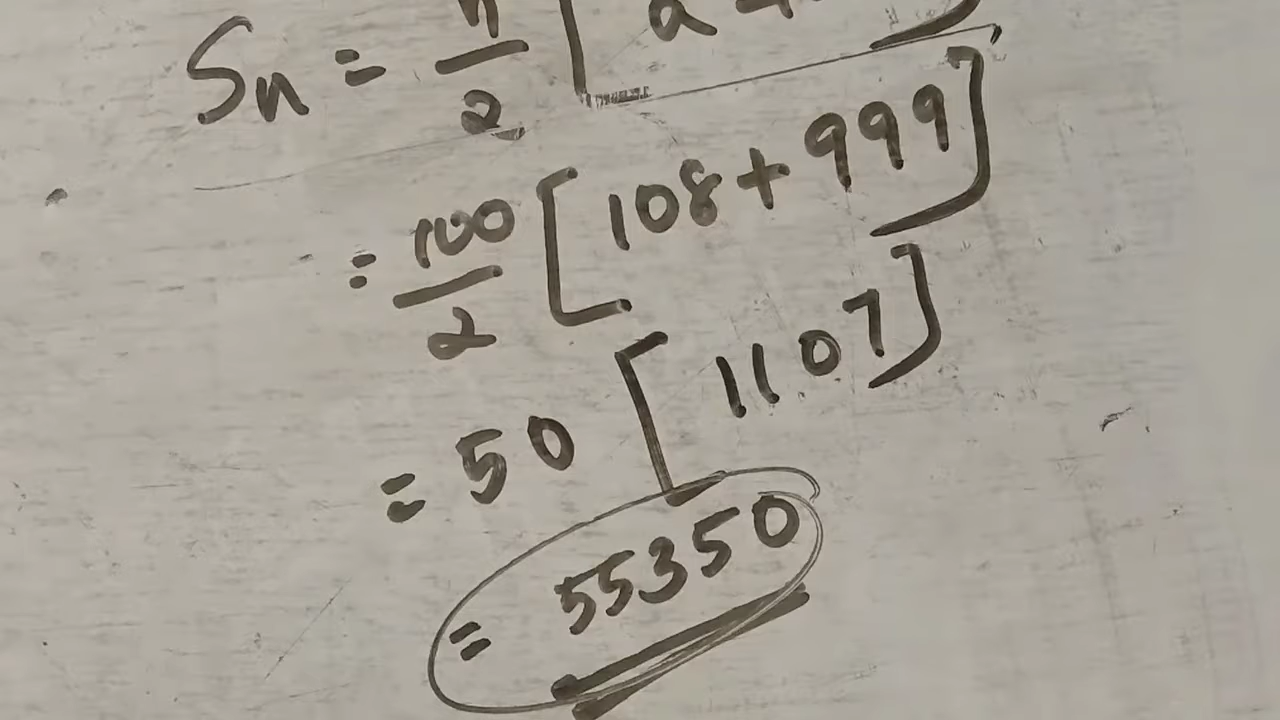 Sn = n/2 [ a +
= 100/2 [ 108 + 999 ]
= 50 [ 1107 ]
= 55350